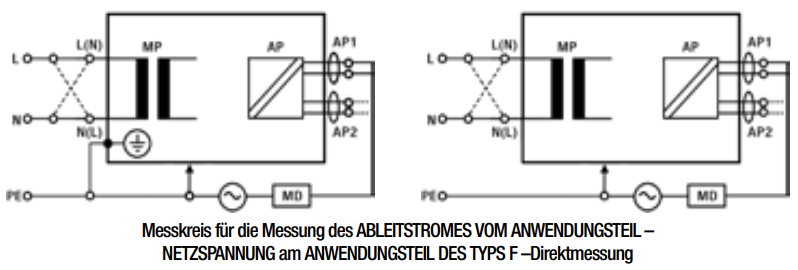 L(N) MP AP AP1
L
N
N(L) AP2
PE MD
L(N) MP AP AP1
L
N
N(L) AP2
PE MD
Messkreis für die Messung des ABLEITSTROMES VOM ANWENDUNGSTEIL –
NETZSPANNUNG am ANWENDUNGSTEIL DES TYPS F –Direktmessung